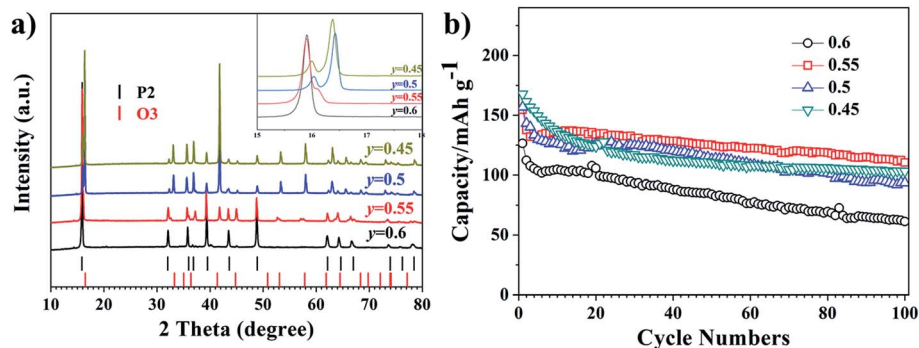 a)
Intensity (a.u.)
P2
O3
y=0.45
y=0.5
y=0.55
y=0.6
15 16 17 18
y=0.45
y=0.5
y=0.55
y=0.6
10 20 30 40 50 60 70 80
2 Theta (degree)
b)
Capacity/mAh g-1
200
150
100
50
0
0.6
0.55
0.5
0.45
0 20 40 60 80 100
Cycle Numbers